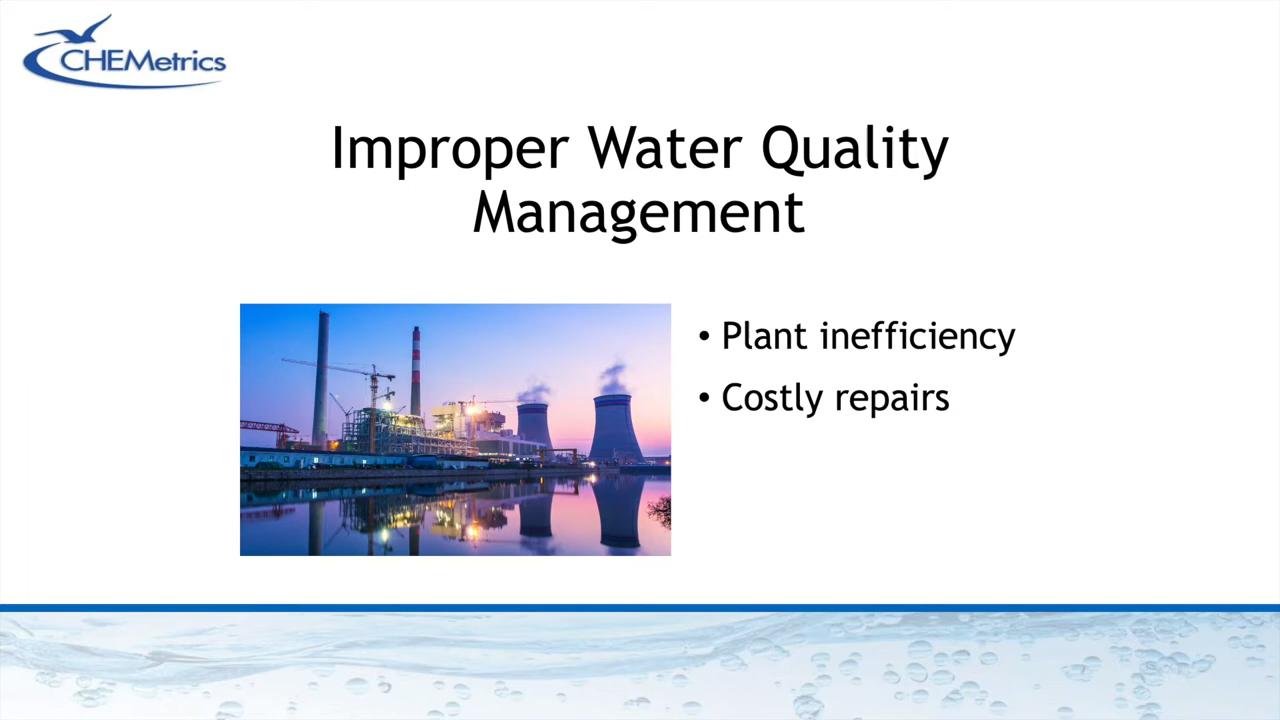 CHEMetrics
Improper Water Quality
Management
• Plant inefficiency
• Costly repairs